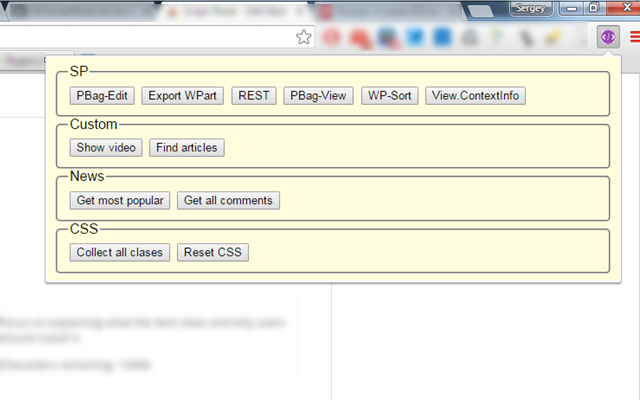 Sergey
SP
PBag-Edit Export WPart REST PBag-View WP-Sort View.ContextInfo
Custom
Show video Find articles
News
Get most popular Get all comments
CSS
Collect all clases Reset CSS